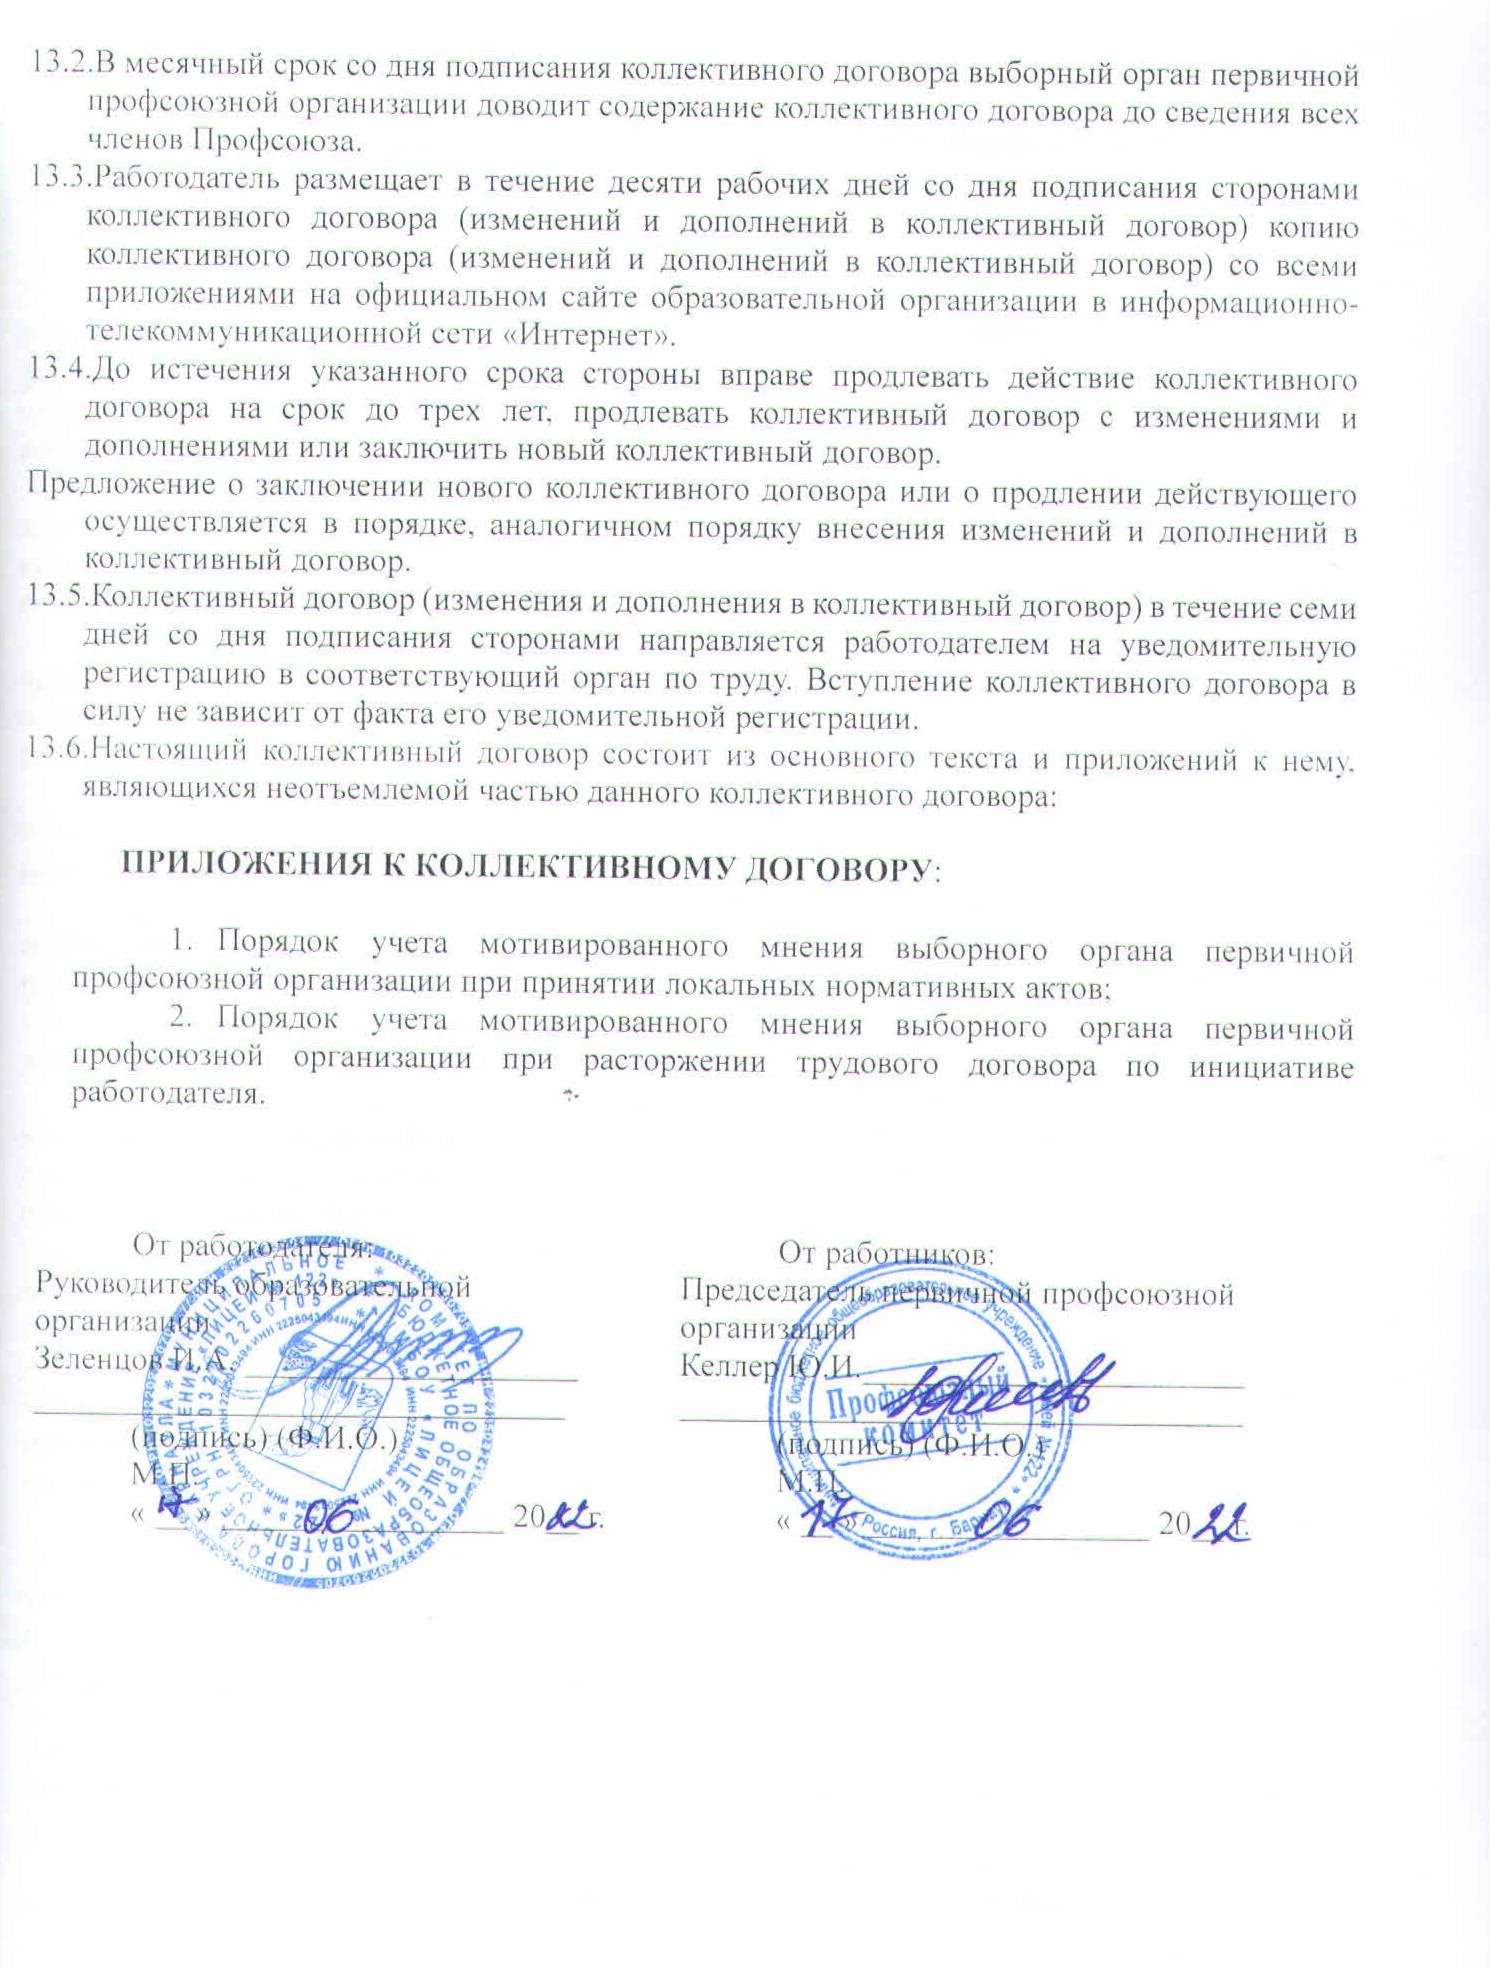 13.2.В месячный срок со дня подписания коллективного договора выборный орган первичной
профсоюзной организации доводит содержание коллективного договора до сведения всех
членов Профсоюза.
13.3.Работодатель размещает в течение десяти рабочих дней со дня подписания сторонами
коллективного договора (изменений и дополнений в коллективный договор) копию
коллективного договора (изменений и дополнений в коллективный договор) со всеми
приложениями на официальном сайте образовательной организации в информационно-
телекоммуникационной сети «Интернет».
13.4.До истечения указанного срока стороны вправе продлевать действие коллективного
договора на срок до трех лет, продлевать коллективный договор с изменениями и
дополнениями или заключить новый коллективный договор.
Предложение о заключении нового коллективного договора или о продлении действующего
осуществляется в порядке, аналогичном порядку внесения изменений и дополнений в
коллективный договор.
13.5.Коллективный договор (изменения и дополнения в коллективный договор) в течение семи
дней со дня подписания сторонами направляется работодателем на уведомительную
регистрацию в соответствующий орган по труду. Вступление коллективного договора в
силу не зависит от факта его уведомительной регистрации.
13.6.Настоящий коллективный договор состоит из основного текста и приложений к нему,
являющихся неотъемлемой частью данного коллективного договора:
ПРИЛОЖЕНИЯ К КОЛЛЕКТИВНОМУ ДОГОВОРУ:
1. Порядок учета мотивированного мнения выборного органа первичной
профсоюзной организации при принятии локальных нормативных актов;
2. Порядок учета мотивированного мнения выборного органа первичной
профсоюзной организации при расторжении трудового договора по инициативе
работодателя.
От работодателя:
Руководитель образовательной
организации
Зеленцов И.А.
(подпись) (Ф.И.О.)
М.П.
« 17 » 06 2022 г.
От работников:
Председатель первичной профсоюзной
организации
Келлер Ю.И.
Профсоюзный
комитет
(подпись) (Ф.И.О.)
М.П.
« 17 » 06 2022 г.